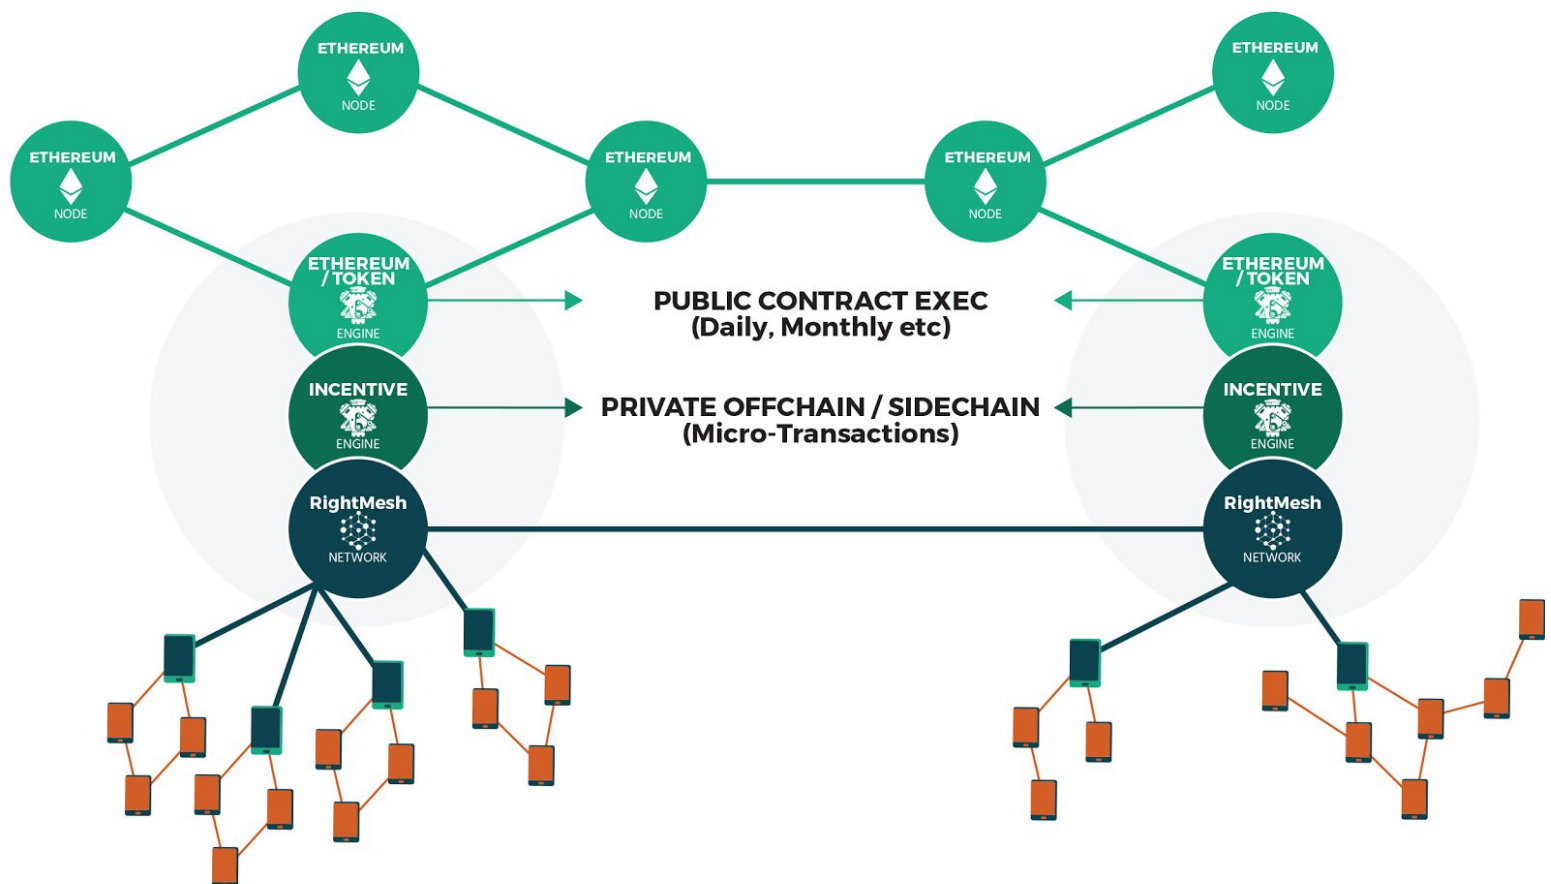 ETHEREUM
NODE
ETHEREUM
NODE
ETHEREUM
NODE
ETHEREUM
NODE
ETHEREUM
NODE
ETHEREUM
/ TOKEN
ENGINE
PUBLIC CONTRACT EXEC
(Daily, Monthly etc)
ETHEREUM
/ TOKEN
ENGINE
INCENTIVE
ENGINE
PRIVATE OFFCHAIN / SIDECHAIN
(Micro-Transactions)
INCENTIVE
ENGINE
RightMesh
NETWORK
RightMesh
NETWORK